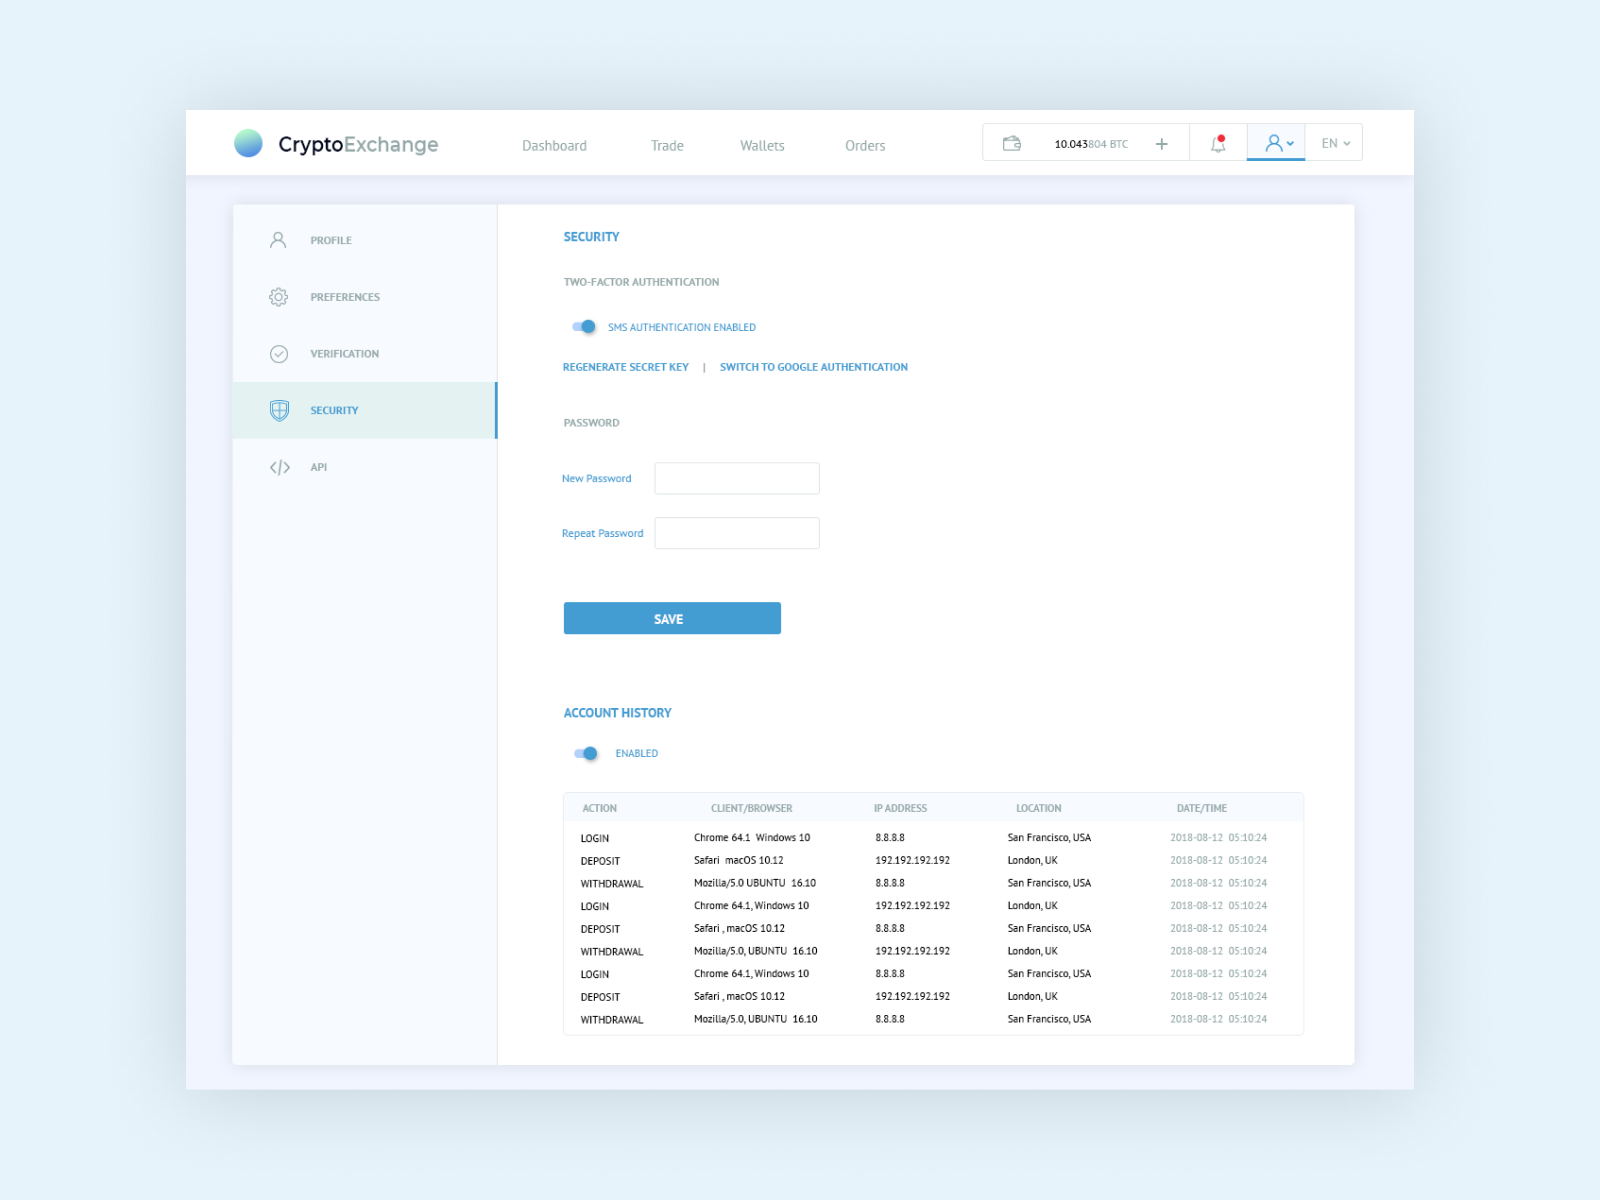 CryptoExchange Dashboard Trade Wallets Orders 10.043804 BTC + EN
PROFILE
PREFERENCES
VERIFICATION
SECURITY
API
SECURITY
TWO-FACTOR AUTHENTICATION
SMS AUTHENTICATION ENABLED
REGENERATE SECRET KEY | SWITCH TO GOOGLE AUTHENTICATION
PASSWORD
New Password
Repeat Password
SAVE
ACCOUNT HISTORY
ENABLED
ACTION CLIENT/BROWSER IP ADDRESS LOCATION DATE/TIME
LOGIN Chrome 64.1 Windows 10 8.8.8.8 San Francisco, USA 2018-08-12 05:10:24
DEPOSIT Safari macOS 10.12 192.192.192.192 London, UK 2018-08-12 05:10:24
WITHDRAWAL Mozilla/5.0 UBUNTU 16.10 8.8.8.8 San Francisco, USA 2018-08-12 05:10:24
LOGIN Chrome 64.1, Windows 10 192.192.192.192 London, UK 2018-08-12 05:10:24
DEPOSIT Safari , macOS 10.12 8.8.8.8 San Francisco, USA 2018-08-12 05:10:24
WITHDRAWAL Mozilla/5.0, UBUNTU 16.10 192.192.192.192 London, UK 2018-08-12 05:10:24
LOGIN Chrome 64.1, Windows 10 8.8.8.8 San Francisco, USA 2018-08-12 05:10:24
DEPOSIT Safari , macOS 10.12 192.192.192.192 London, UK 2018-08-12 05:10:24
WITHDRAWAL Mozilla/5.0, UBUNTU 16.10 8.8.8.8 San Francisco, USA 2018-08-12 05:10:24